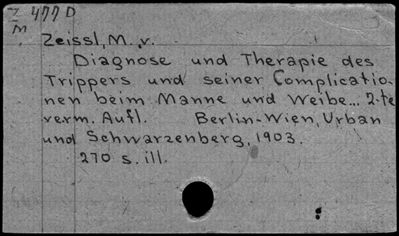 Z 477 D
M
Zeissl, M. v.
Diagnose und Therapie des
Trippers und seiner Complicatio-
nen beim Manne und Weibe... 2-te
verm. Aufl. Berlin-Wien, Urban
und Schwarzenberg, 1903.
270 s. ill.